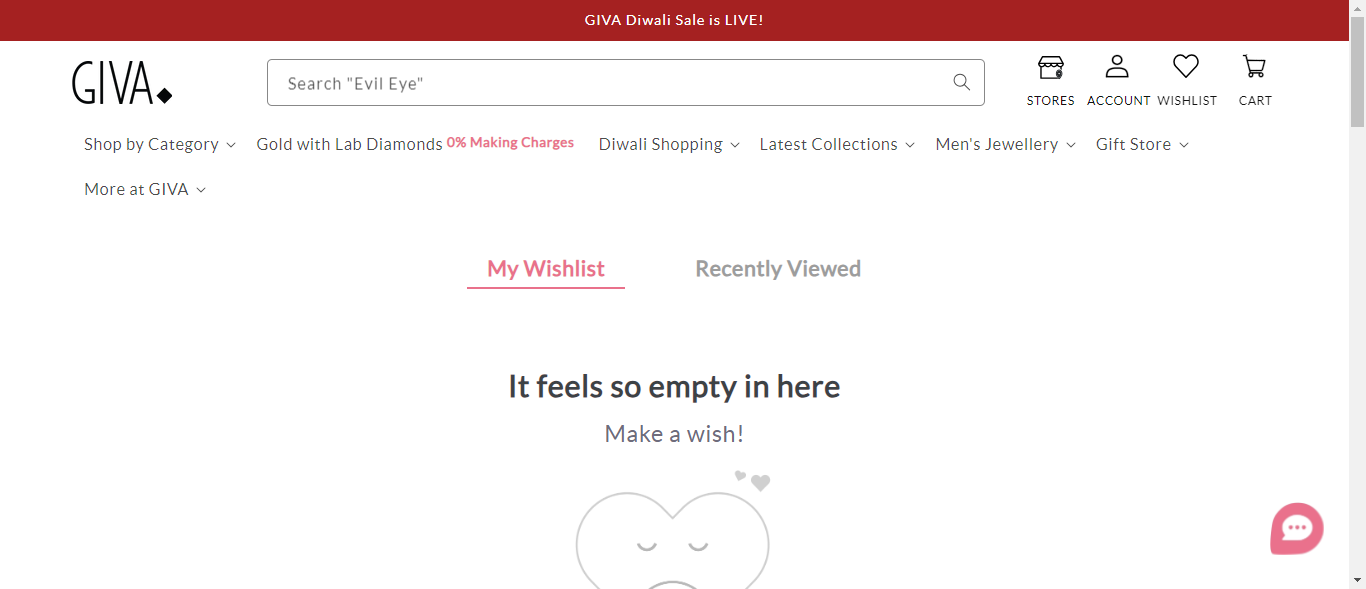 GIVA Diwali Sale is LIVE!
GIVA
Search "Evil Eye"
STORES ACCOUNT WISHLIST CART
Shop by Category Gold with Lab Diamonds 0% Making Charges Diwali Shopping Latest Collections Men's Jewellery Gift Store
More at GIVA
My Wishlist Recently Viewed
It feels so empty in here
Make a wish!